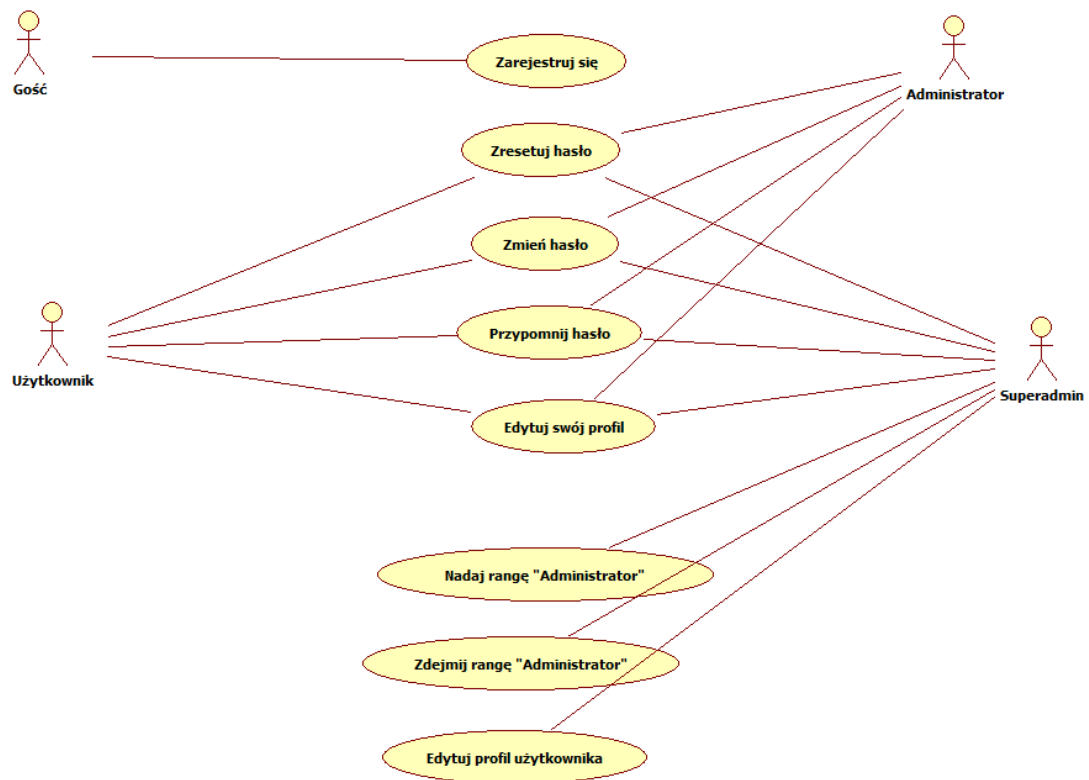 Gość
Zarejestruj się
Administrator
Zresetuj hasło
Zmień hasło
Przypomnij hasło
Użytkownik
Superadmin
Edytuj swój profil
Nadaj rangę "Administrator"
Zdejmij rangę "Administrator"
Edytuj profil użytkownika